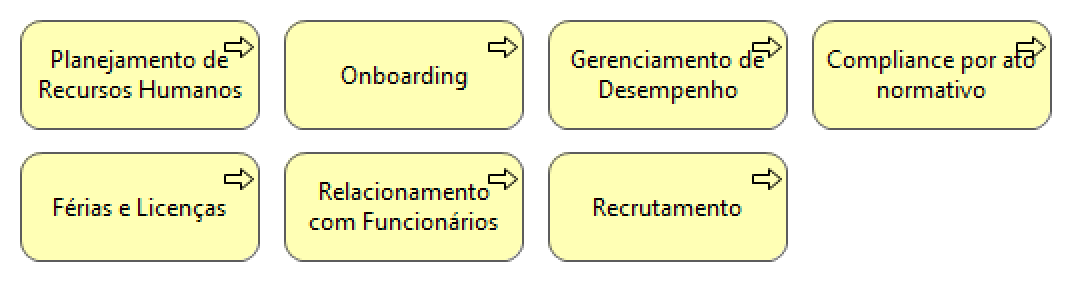 Planejamento de
Recursos Humanos
Onboarding
Gerenciamento de
Desempenho
Compliance por ato
normativo
Férias e Licenças
Relacionamento
com Funcionários
Recrutamento